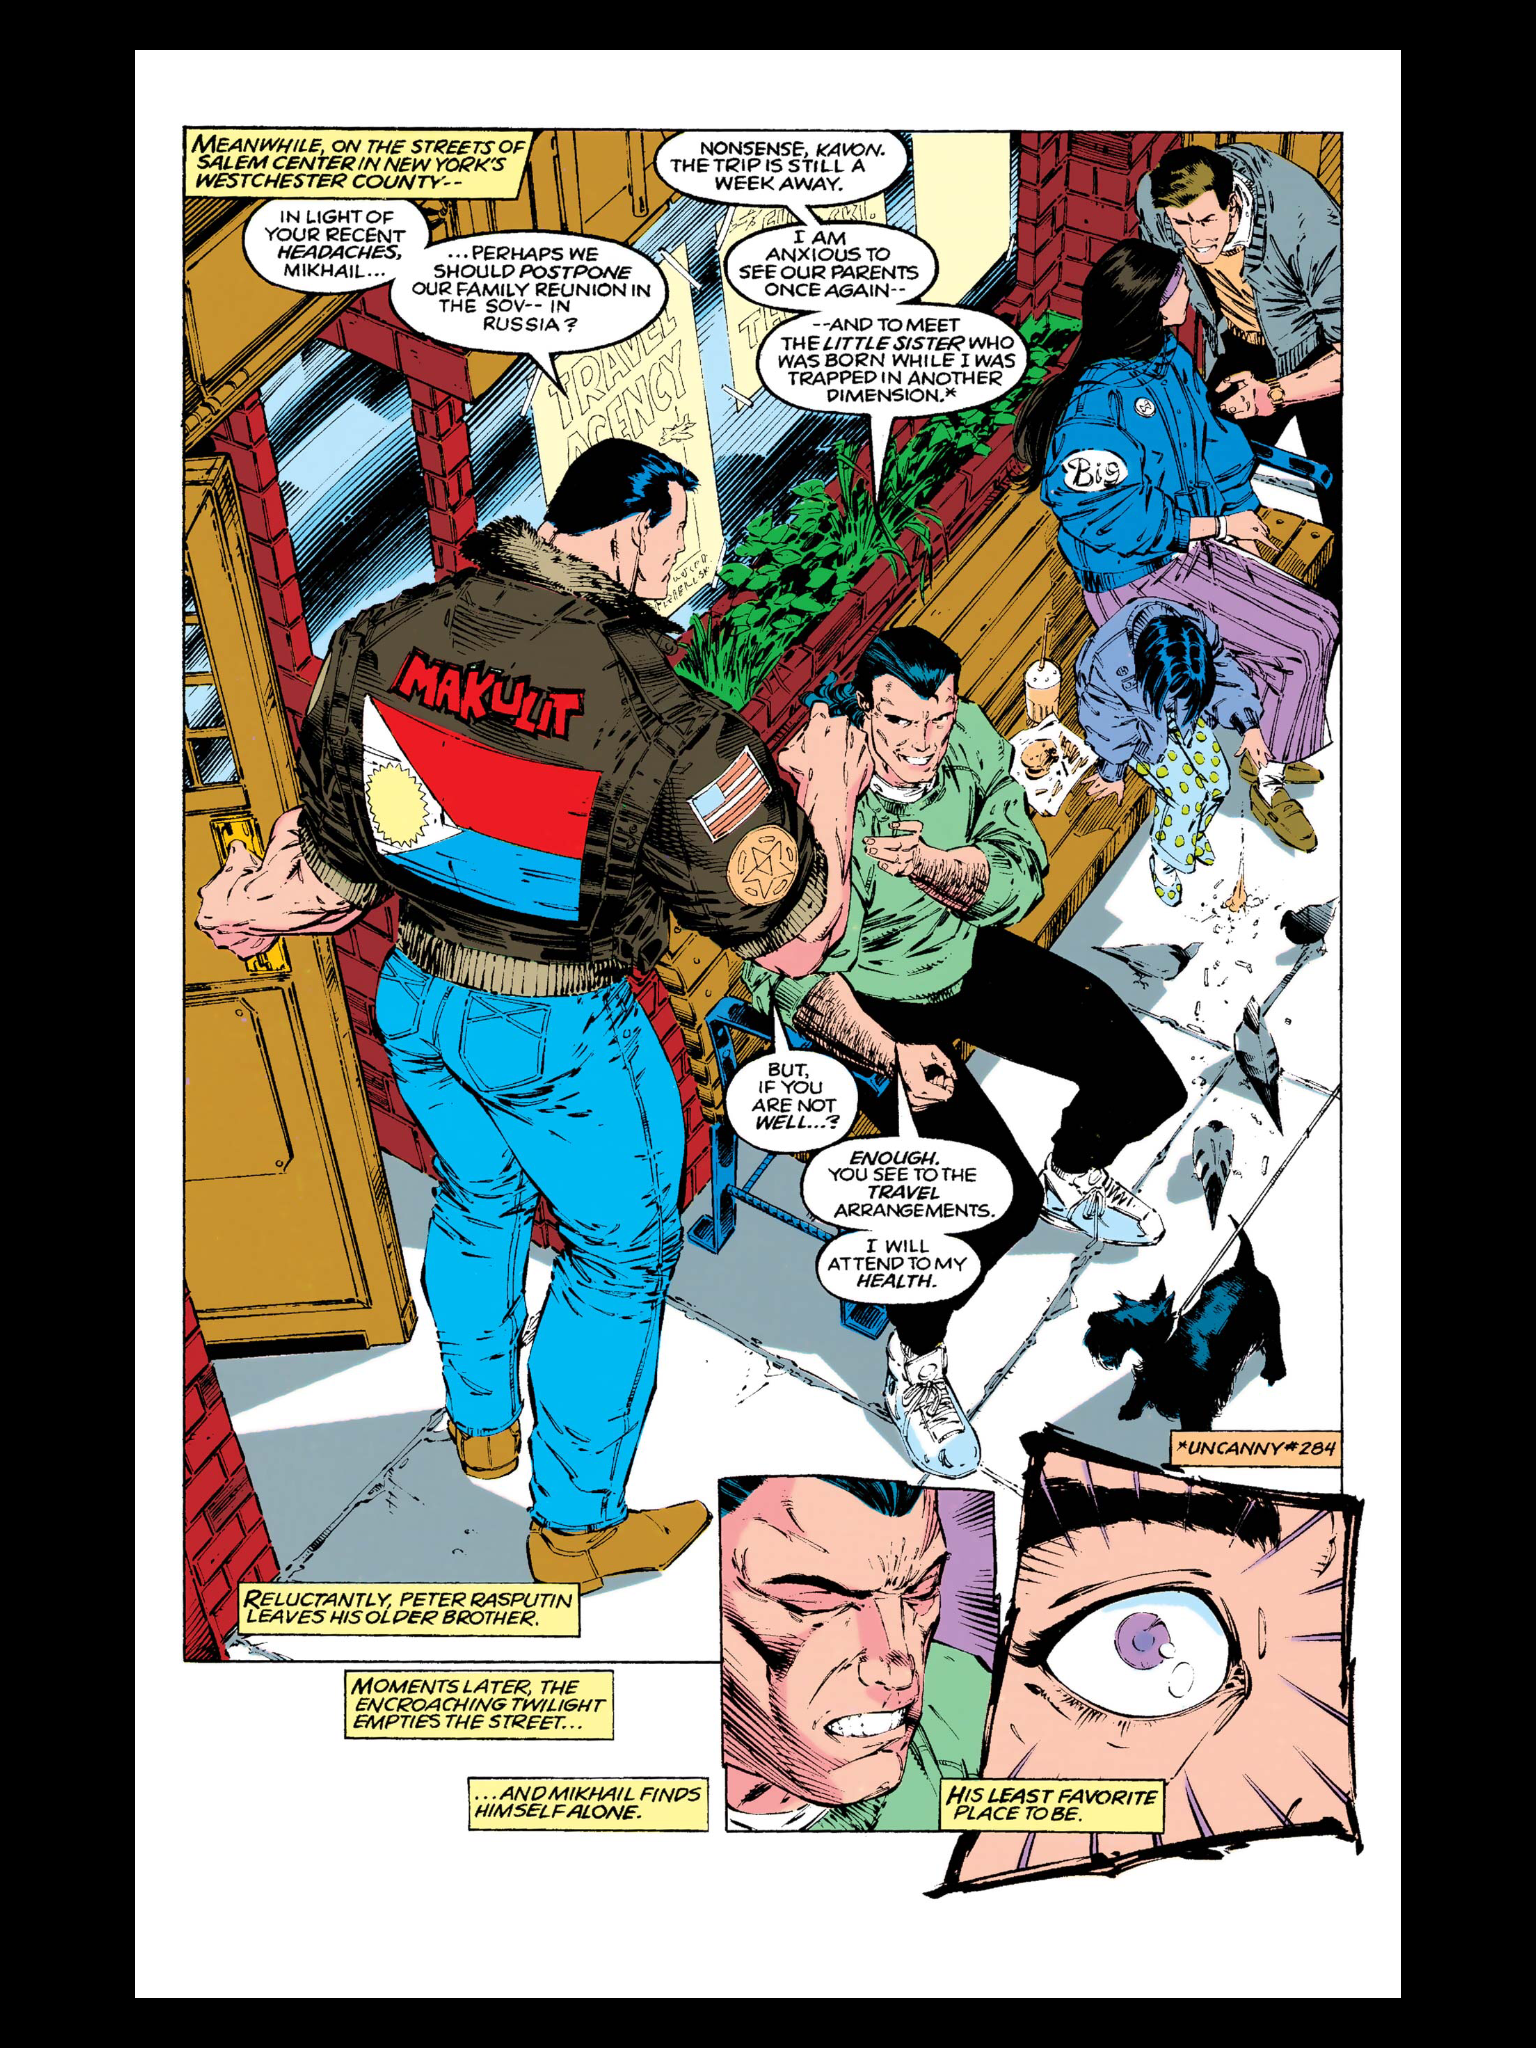 MEANWHILE, ON THE STREETS OF
SALEM CENTER IN NEW YORK'S
WESTCHESTER COUNTY--
IN LIGHT OF
YOUR RECENT
HEADACHES,
MIKHAIL...
...PERHAPS WE
SHOULD POSTPONE
OUR FAMILY REUNION IN
THE SOV-- IN
RUSSIA?
NONSENSE, KAVON.
THE TRIP IS STILL A
WEEK AWAY.
I AM
ANXIOUS TO
SEE OUR PARENTS
ONCE AGAIN--
--AND TO MEET
THE LITTLE SISTER WHO
WAS BORN WHILE I WAS
TRAPPED IN ANOTHER
DIMENSION.*
TRAVEL
AGENCY
Big
MAKULIT
BUT,
IF YOU
ARE NOT
WELL...?
ENOUGH.
YOU SEE TO THE
TRAVEL
ARRANGEMENTS.
I WILL
ATTEND TO MY
HEALTH.
*UNCANNY #284
RELUCTANTLY, PETER RASPUTIN
LEAVES HIS OLDER BROTHER.
MOMENTS LATER, THE
ENCROACHING TWILIGHT
EMPTIES THE STREET...
...AND MIKHAIL FINDS
HIMSELF ALONE.
HIS LEAST FAVORITE
PLACE TO BE.